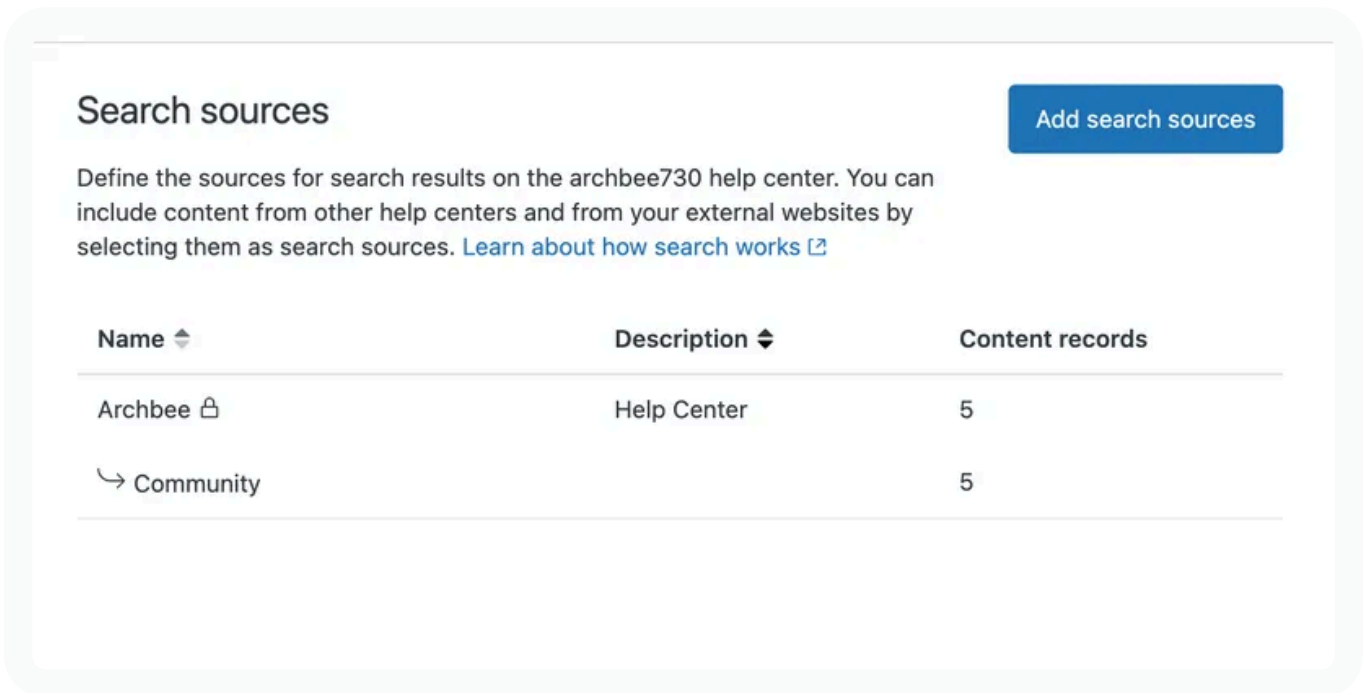 Search sources
Add search sources
Define the sources for search results on the archbee730 help center. You can
include content from other help centers and from your external websites by
selecting them as search sources. Learn about how search works
Name Description Content records
Archbee Help Center 5
Community 5